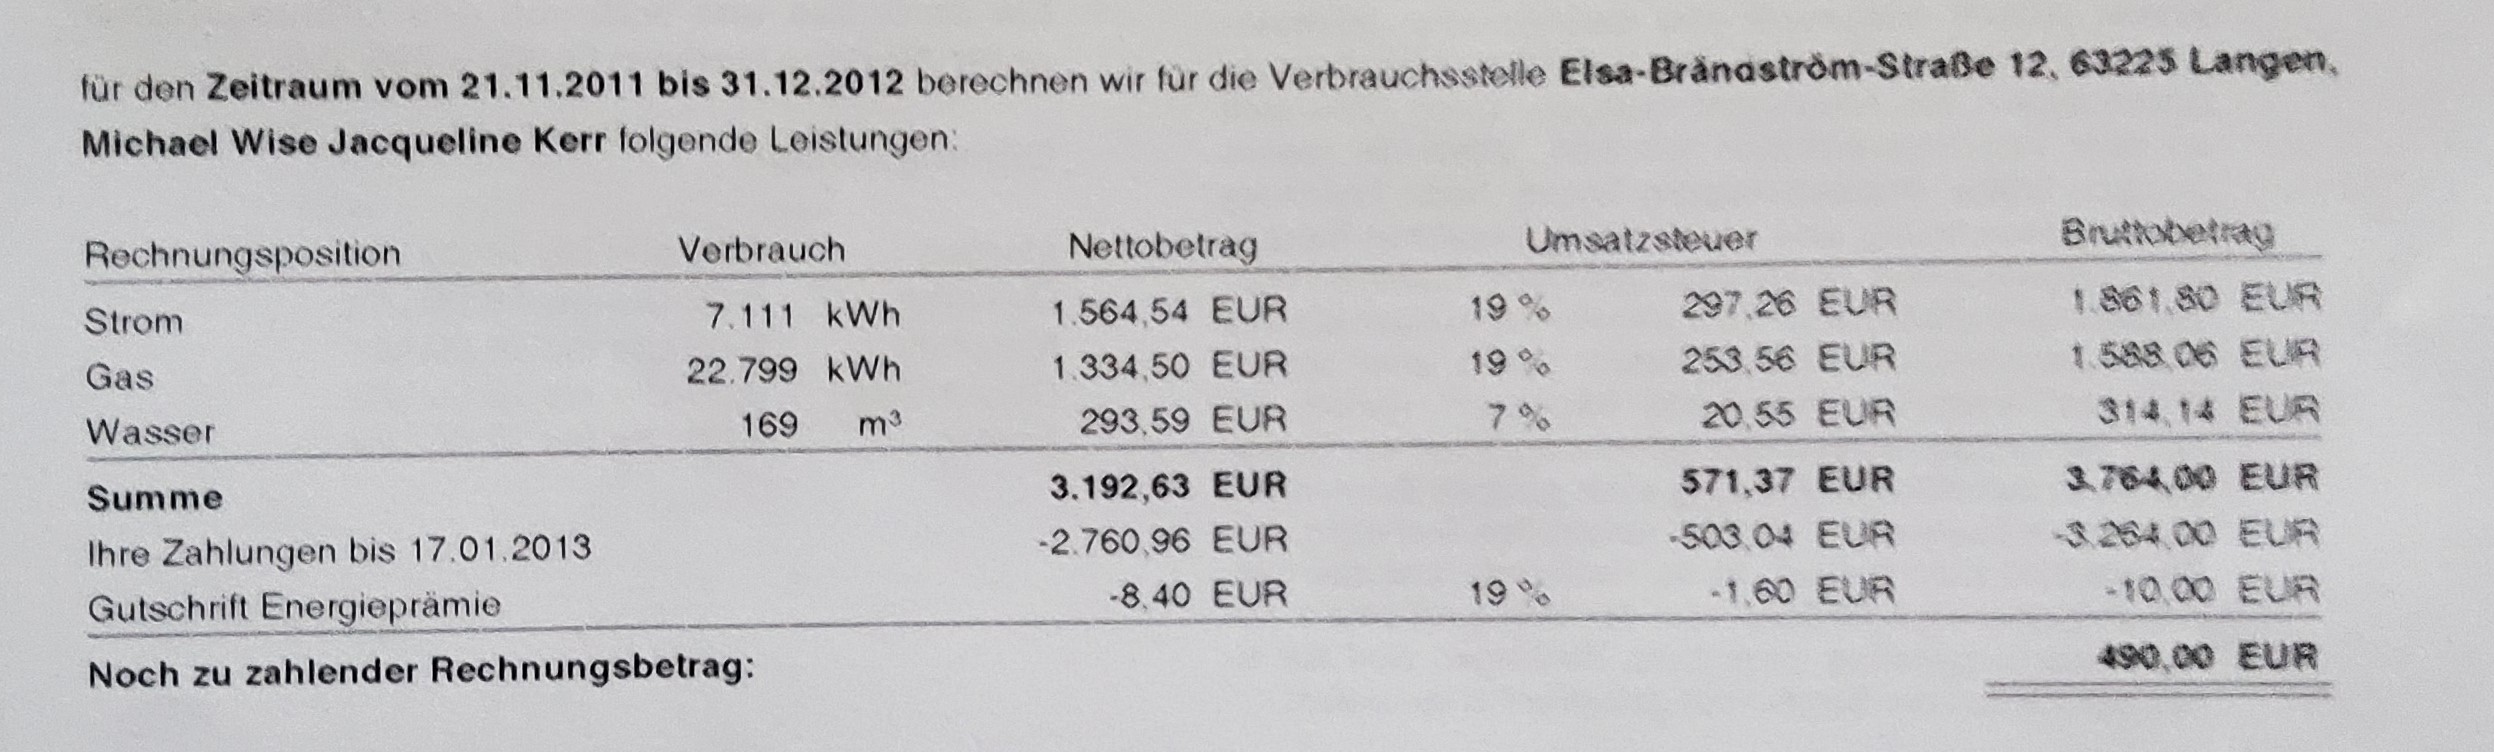 für den Zeitraum vom 21.11.2011 bis 31.12.2012 berechnen wir für die Verbrauchsstelle Elsa-Brändström-Straße 12, 63225 Langen,
Michael Wise Jacqueline Kerr folgende Leistungen:
Rechnungsposition Verbrauch Nettobetrag Umsatzsteuer Bruttobetrag
Strom 7.111 kWh 1.564,54 EUR 19 % 297,26 EUR 1.861,80 EUR
Gas 22.799 kWh 1.334,50 EUR 19 % 253,56 EUR 1.588,06 EUR
Wasser 169 m³ 293,59 EUR 7 % 20,55 EUR 314,14 EUR
Summe 3.192,63 EUR 571,37 EUR 3.764,00 EUR
Ihre Zahlungen bis 17.01.2013 -2.760,96 EUR -503,04 EUR -3.264,00 EUR
Gutschrift Energieprämie -8,40 EUR 19 % -1,60 EUR -10,00 EUR
Noch zu zahlender Rechnungsbetrag: 490,00 EUR